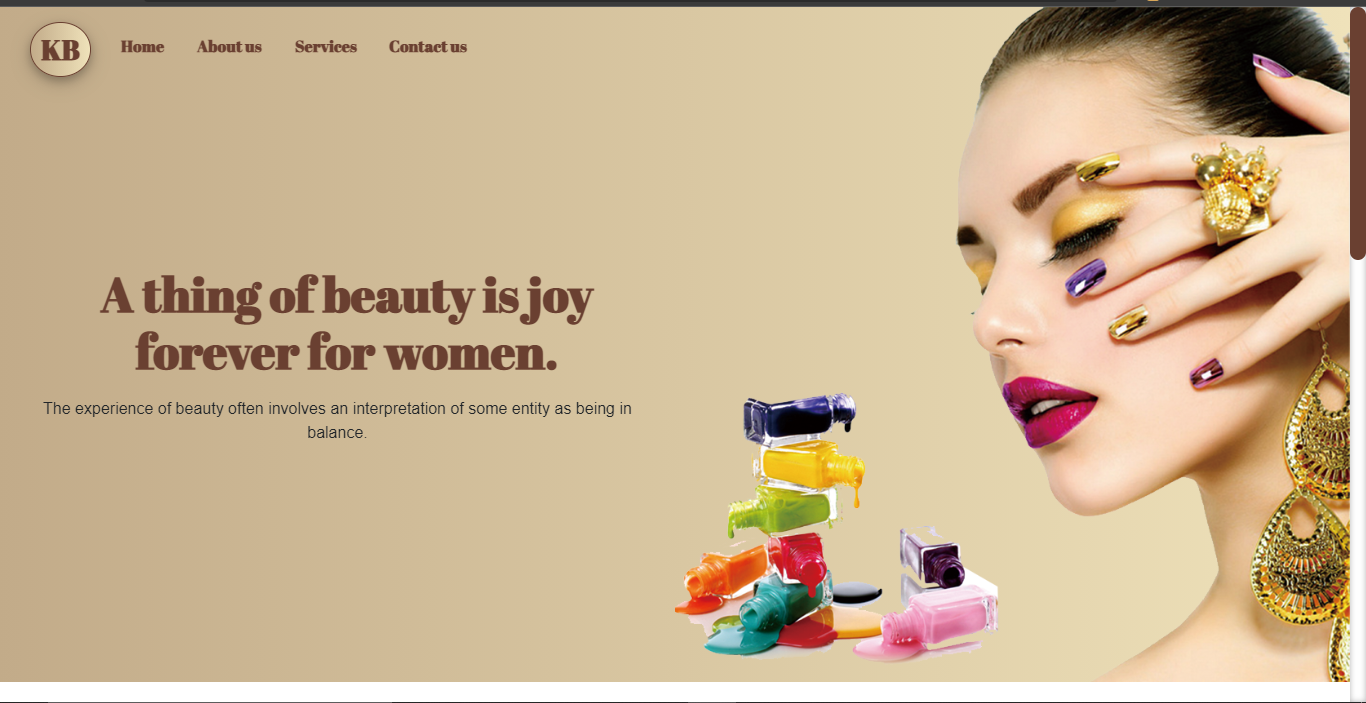 KB
Home
About us
Services
Contact us
A thing of beauty is joy
forever for women.
The experience of beauty often involves an interpretation of some entity as being in
balance.